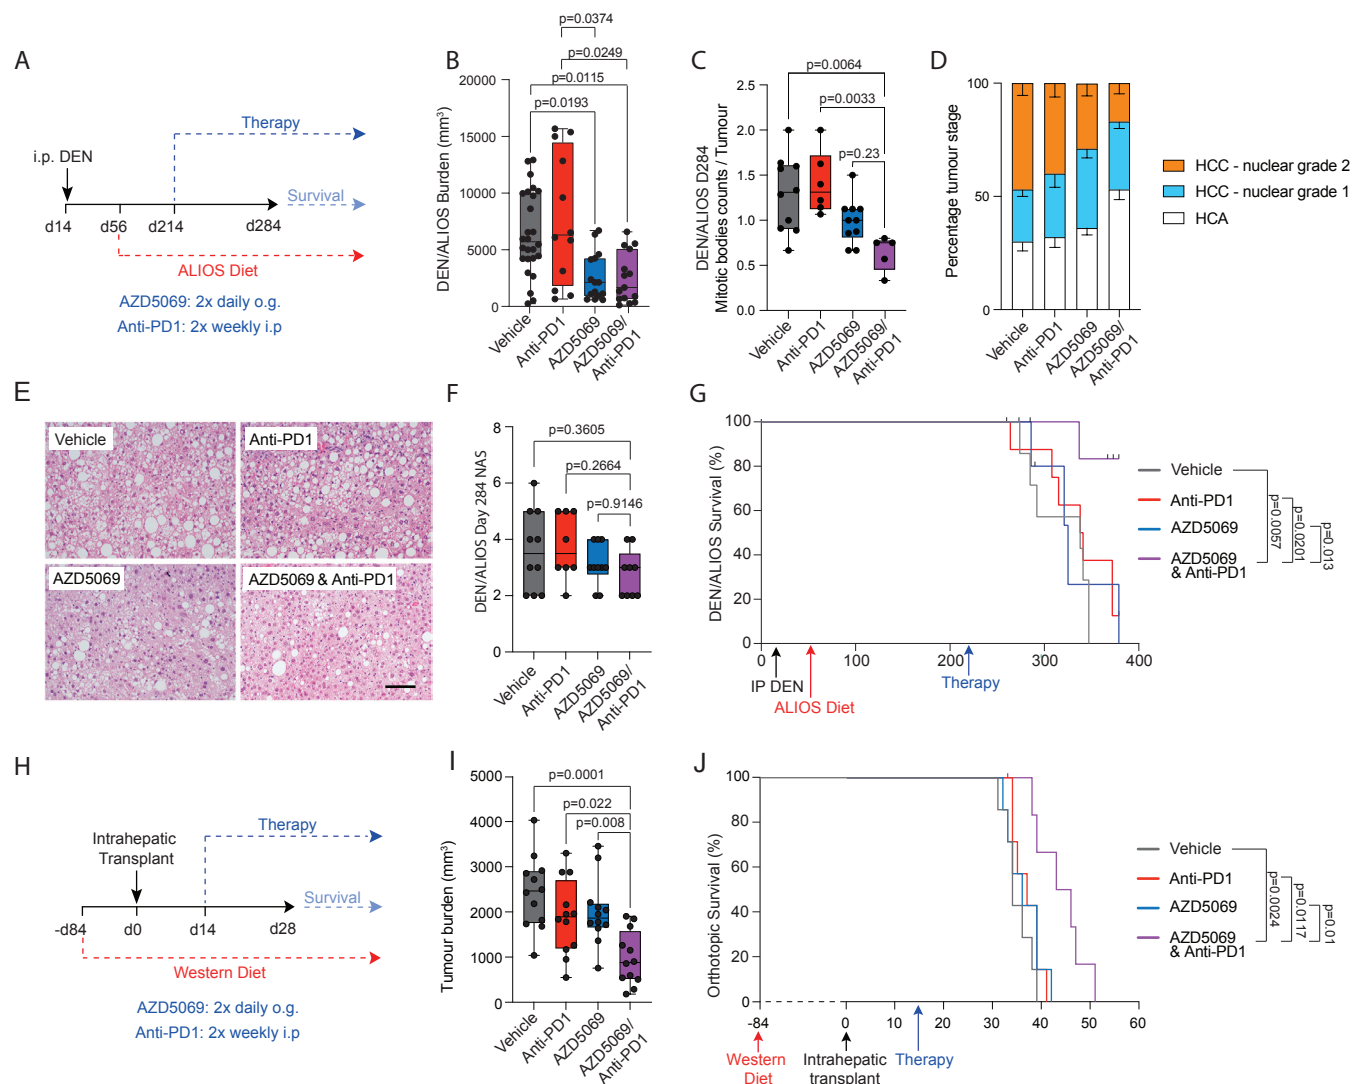 A
i.p. DEN
Therapy
Survival
d14
d56
d214
d284
ALIOS Diet
AZD5069: 2x daily o.g.
Anti-PD1: 2x weekly i.p
B
p=0.0374
p=0.0249
p=0.0115
p=0.0193
DEN/ALIOS Burden (mm³)
20000
15000
10000
5000
0
Vehicle
Anti-PD1
AZD5069
AZD5069/
Anti-PD1
C
p=0.0064
p=0.0033
p=0.23
DEN/ALIOS D284
Mitotic bodies counts / Tumour
2.5
2.0
1.5
1.0
0.5
0.0
Vehicle
Anti-PD1
AZD5069
AZD5069/
Anti-PD1
D
Percentage tumour stage
100
50
0
Vehicle
Anti-PD1
AZD5069
AZD5069/
Anti-PD1
HCC - nuclear grade 2
HCC - nuclear grade 1
HCA
E
Vehicle
Anti-PD1
AZD5069
AZD5069 & Anti-PD1
F
p=0.3605
p=0.2664
p=0.9146
DEN/ALIOS Day 284 NAS
8
6
4
2
0
Vehicle
Anti-PD1
AZD5069
AZD5069/
Anti-PD1
G
DEN/ALIOS Survival (%)
100
80
60
40
20
0
0
100
200
300
400
IP DEN
ALIOS Diet
Therapy
Vehicle
Anti-PD1
AZD5069
AZD5069
& Anti-PD1
p=0.0057
p=0.0201
p=0.013
H
Intrahepatic
Transplant
Therapy
Survival
-d84
d0
d14
d28
Western Diet
AZD5069: 2x daily o.g.
Anti-PD1: 2x weekly i.p
I
p=0.0001
p=0.022
p=0.008
Tumour burden (mm³)
5000
4000
3000
2000
1000
0
Vehicle
Anti-PD1
AZD5069
AZD5069/
Anti-PD1
J
Orthotopic Survival (%)
100
80
60
40
20
0
-84
0
10
20
30
40
50
60
Western
Diet
Intrahepatic
transplant
Therapy
Vehicle
Anti-PD1
AZD5069
AZD5069
& Anti-PD1
p=0.0024
p=0.0117
p=0.01